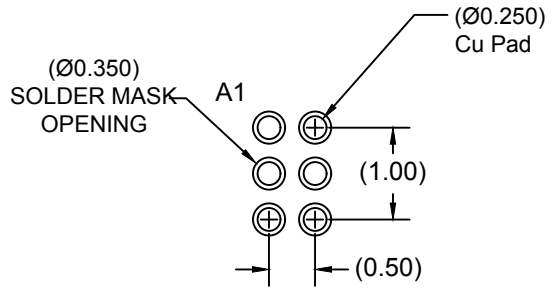 (Ø0.250)
Cu Pad
(Ø0.350)
SOLDER MASK
OPENING
A1
(1.00)
(0.50)